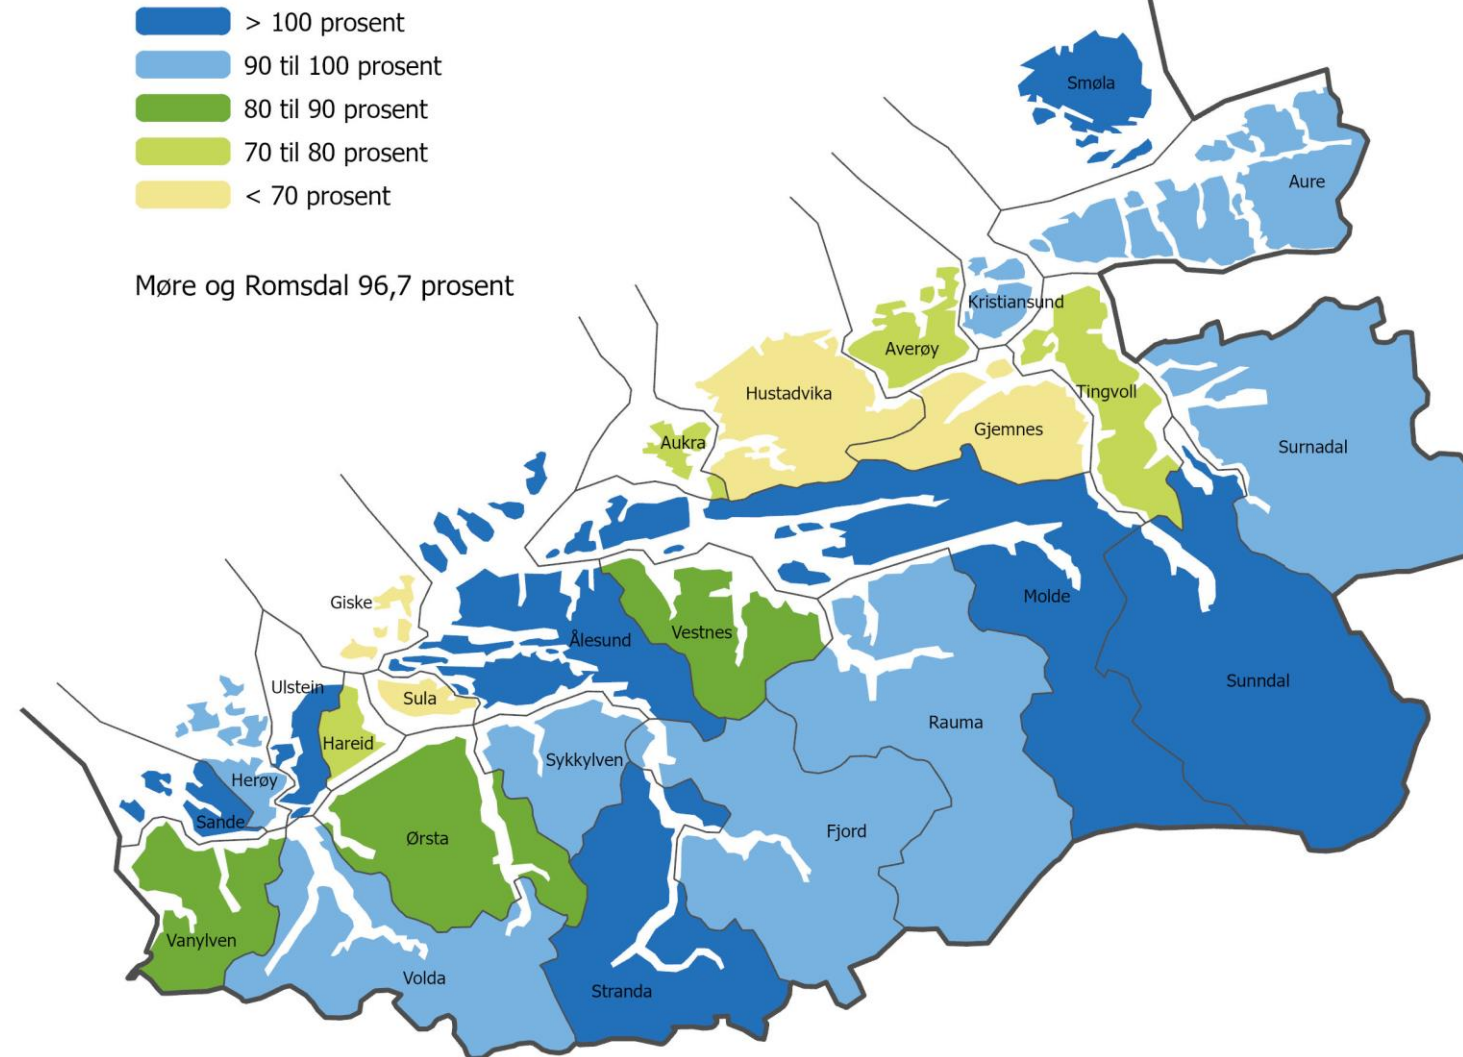 > 100 prosent
90 til 100 prosent
80 til 90 prosent
70 til 80 prosent
< 70 prosent
Møre og Romsdal 96,7 prosent
Smøla
Aure
Kristiansund
Averøy
Tingvoll
Hustadvika
Gjemnes
Aukra
Surnadal
Giske
Molde
Ålesund
Vestnes
Sunndal
Ulstein
Sula
Rauma
Hareid
Sykkylven
Herøy
Sande
Ørsta
Fjord
Vanylven
Volda
Stranda